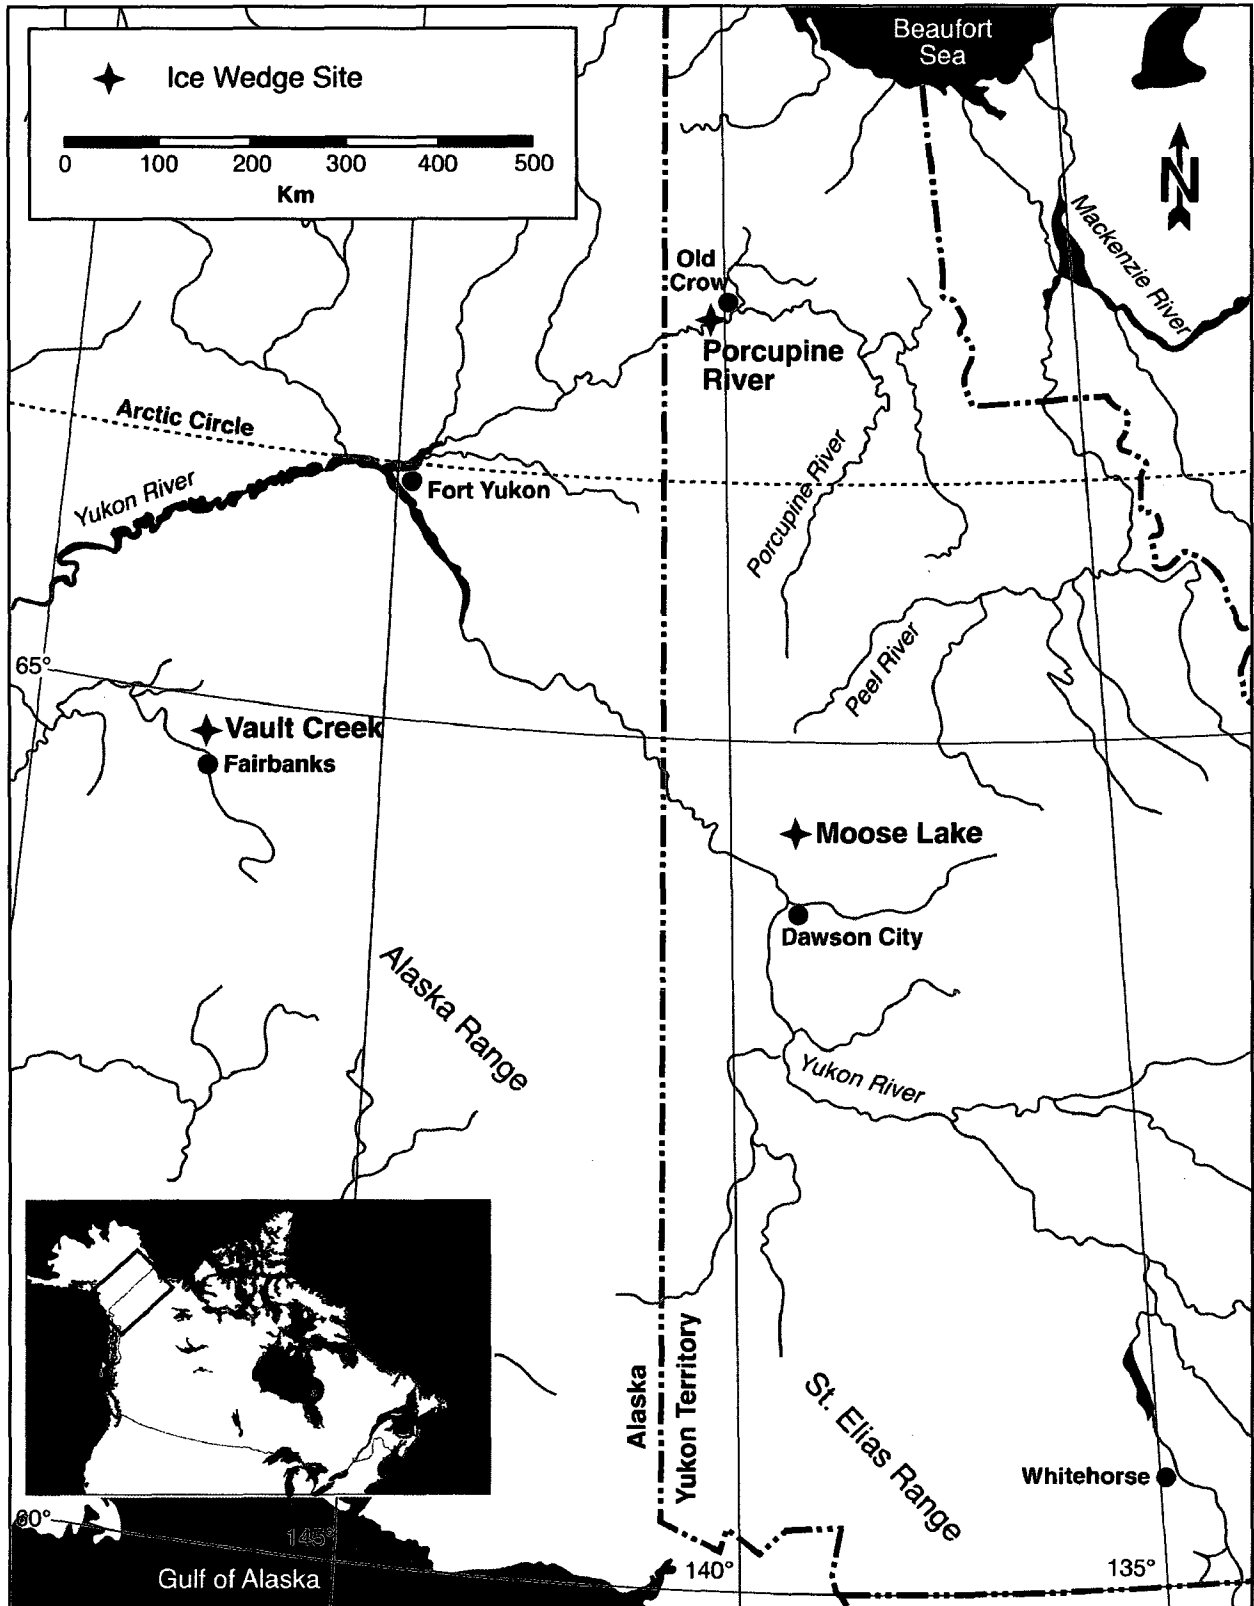 Beaufort
Sea
Ice Wedge Site
0 100 200 300 400 500
Km
N
Mackenzie River
Old
Crow
Porcupine
River
Arctic Circle
Yukon River
Fort Yukon
Porcupine River
Peel River
65°
Vault Creek
Fairbanks
Moose Lake
Dawson City
Alaska Range
Yukon River
Alaska
Yukon Territory
St. Elias Range
Whitehorse
60°
145°
140°
135°
Gulf of Alaska